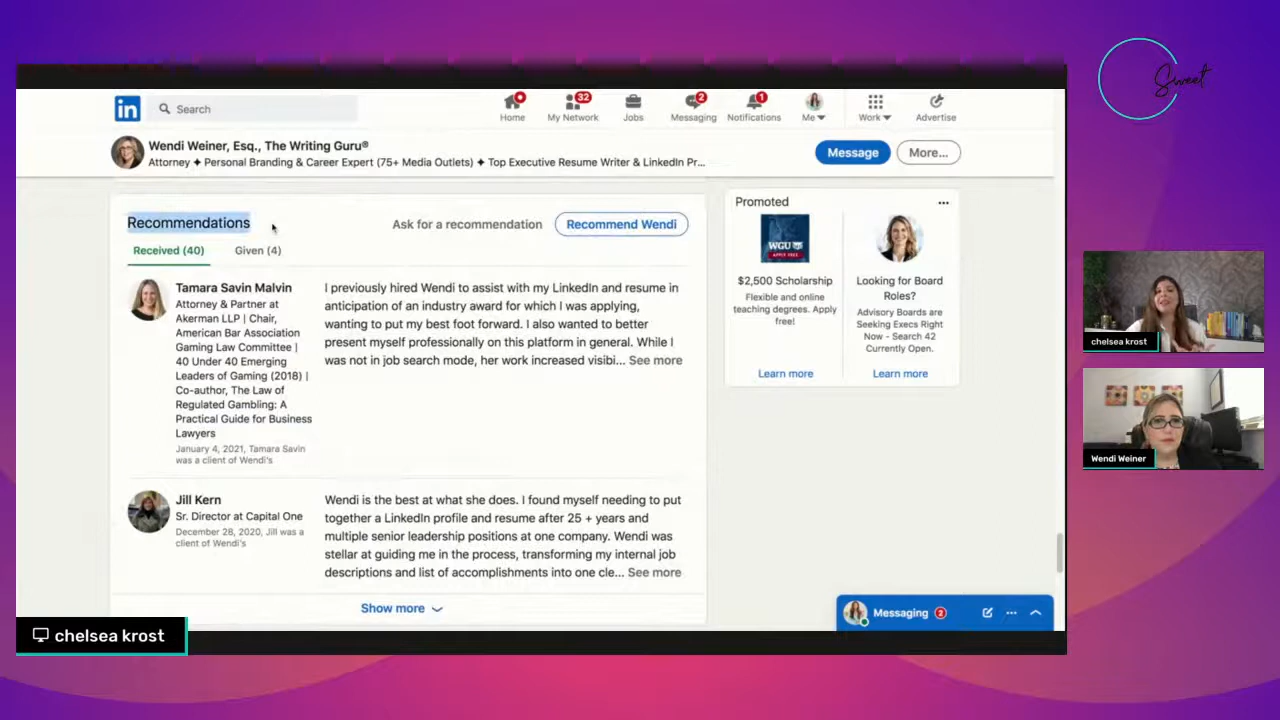 Sweet
in
Search
Home
32
My Network
Jobs
2
Messaging
1
Notifications
Me
Work
Advertise
Wendi Weiner, Esq., The Writing Guru®
Attorney ✦ Personal Branding & Career Expert (75+ Media Outlets) ✦ Top Executive Resume Writer & LinkedIn Pr...
Message
More...
Recommendations
Ask for a recommendation
Recommend Wendi
Received (40)
Given (4)
Tamara Savin Malvin
Attorney & Partner at
Akerman LLP | Chair,
American Bar Association
Gaming Law Committee |
40 Under 40 Emerging
Leaders of Gaming (2018) |
Co-author, The Law of
Regulated Gambling: A
Practical Guide for Business
Lawyers
January 4, 2021, Tamara Savin
was a client of Wendi's
I previously hired Wendi to assist with my LinkedIn and resume in
anticipation of an industry award for which I was applying,
wanting to put my best foot forward. I also wanted to better
present myself professionally on this platform in general. While I
was not in job search mode, her work increased visibi... See more
Jill Kern
Sr. Director at Capital One
December 28, 2020, Jill was a
client of Wendi's
Wendi is the best at what she does. I found myself needing to put
together a LinkedIn profile and resume after 25 + years and
multiple senior leadership positions at one company. Wendi was
stellar at guiding me in the process, transforming my internal job
descriptions and list of accomplishments into one cle... See more
Show more
Promoted
WGU
APPLY FREE
$2,500 Scholarship
Flexible and online
teaching degrees. Apply
free!
Learn more
Looking for Board
Roles?
Advisory Boards are
Seeking Execs Right
Now - Search 42
Currently Open.
Learn more
Messaging 2
chelsea krost
Wendi Weiner
chelsea krost